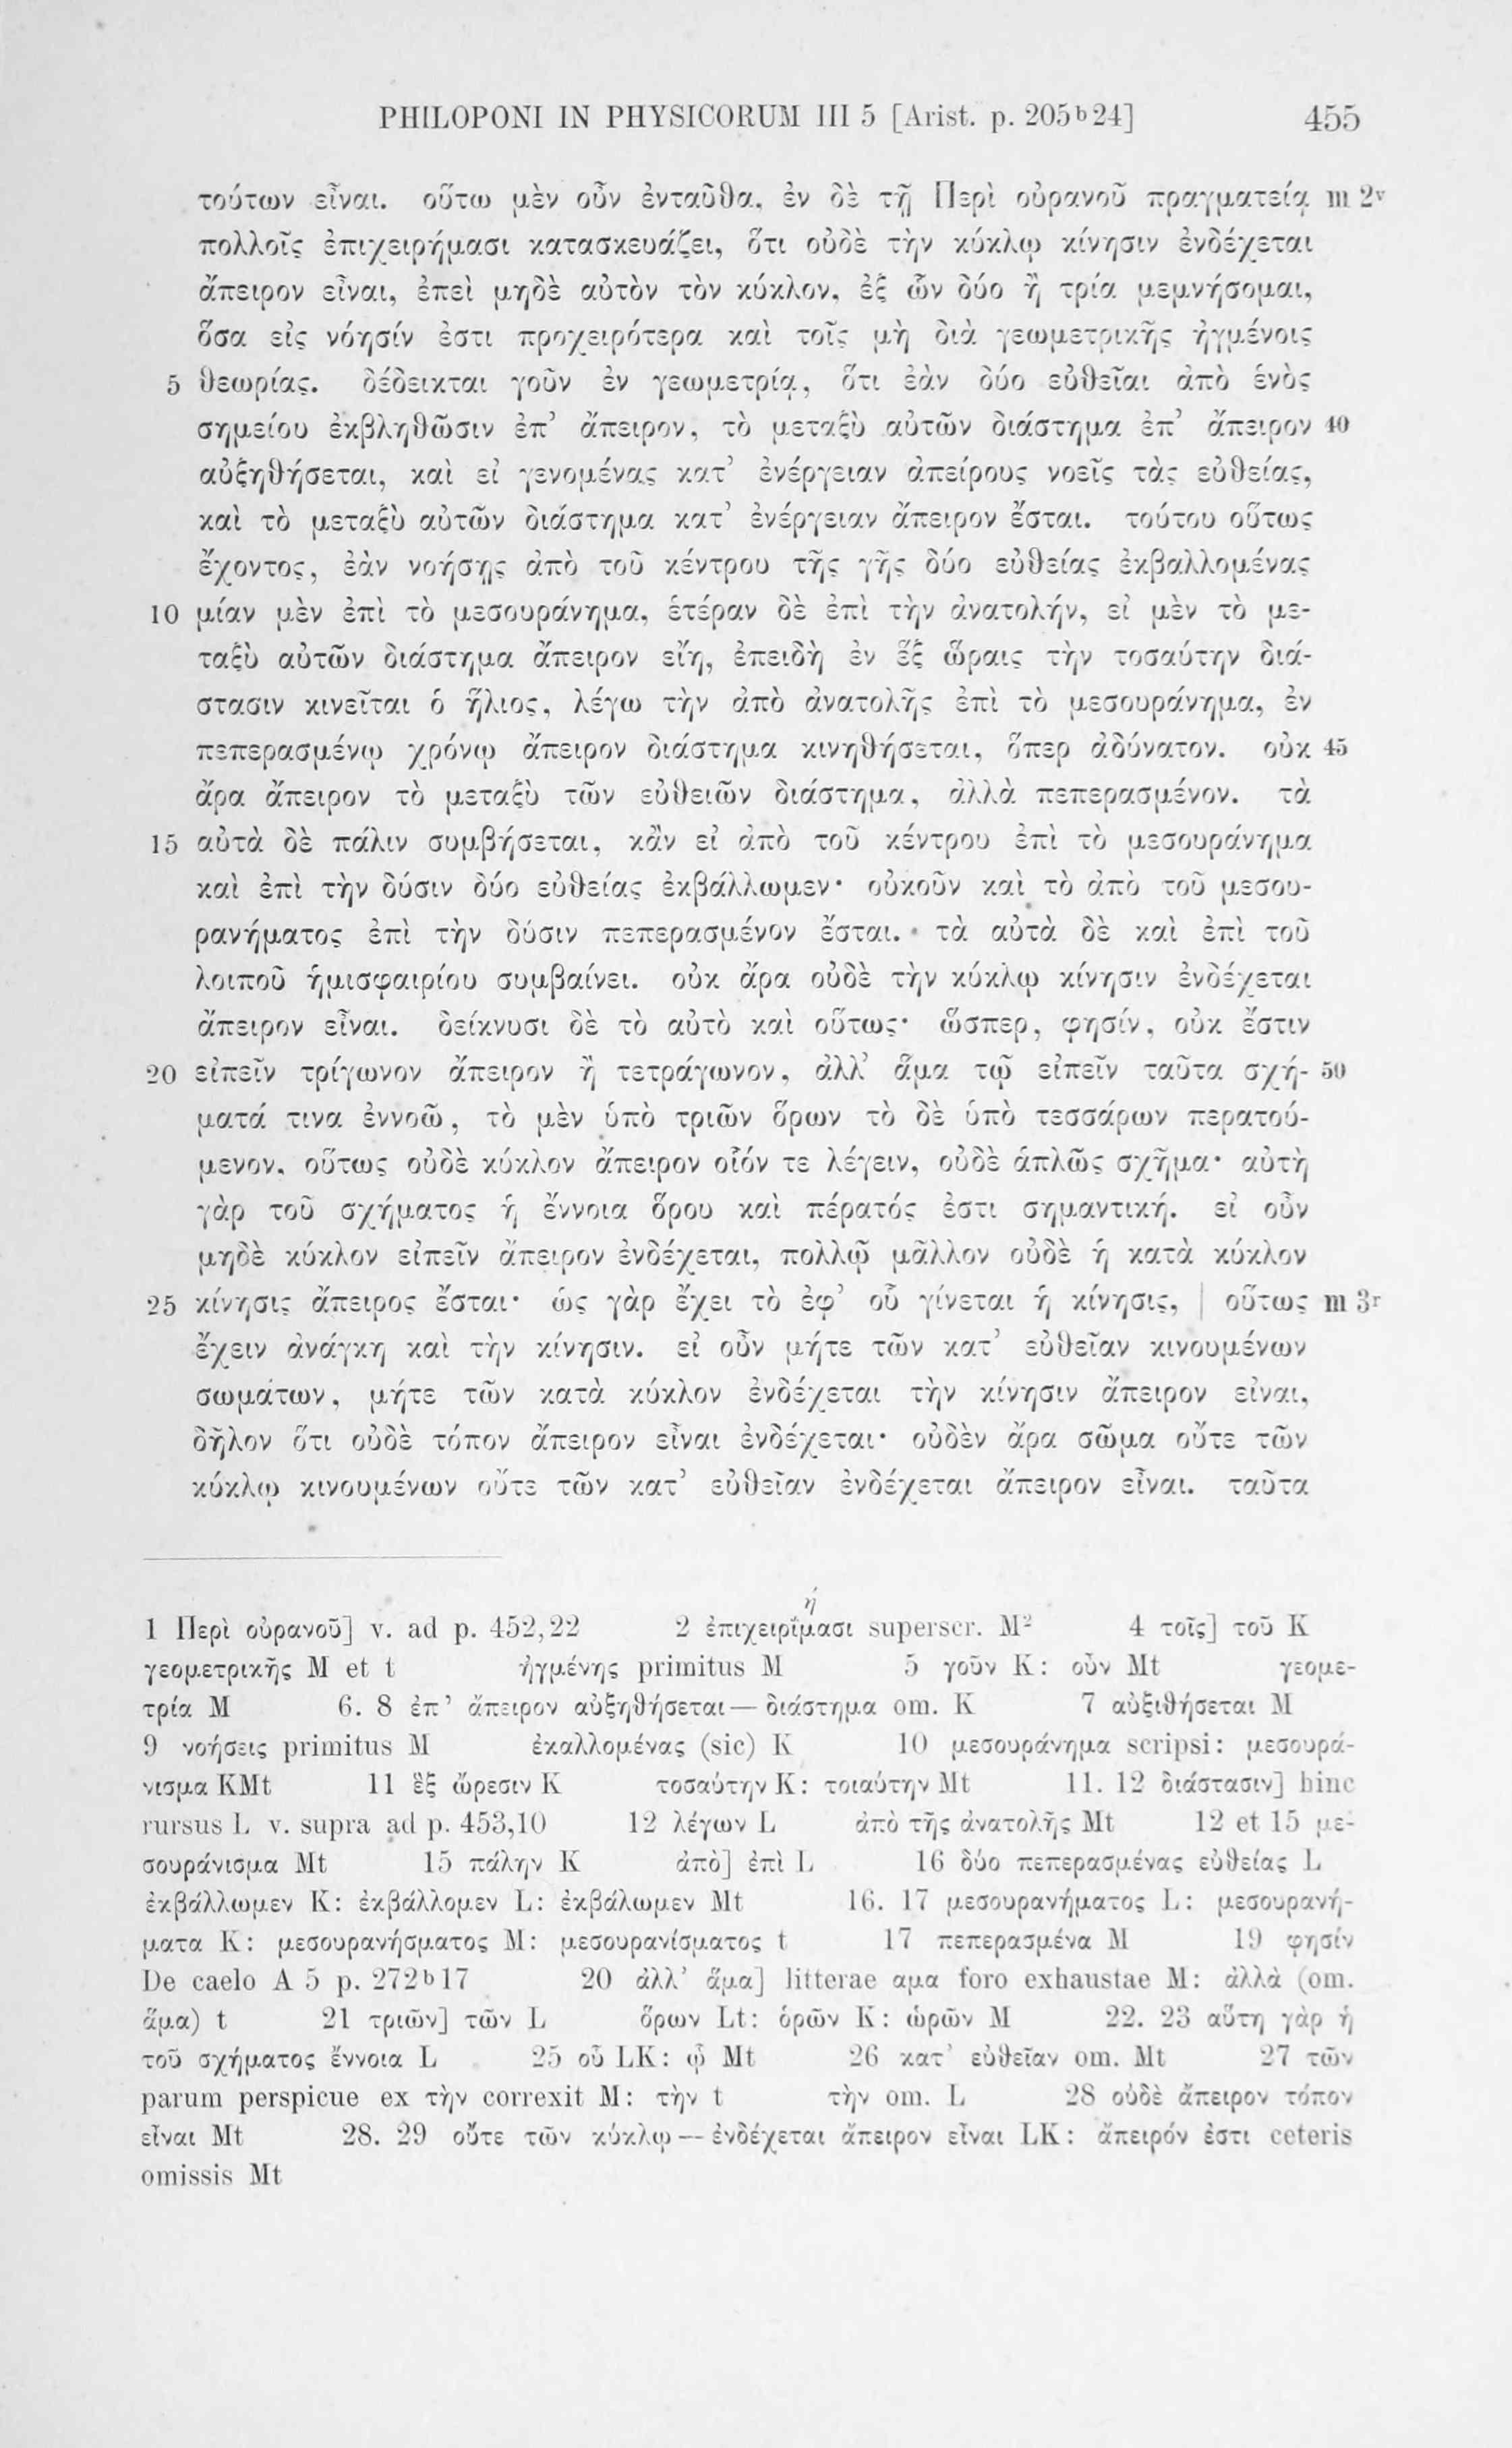 PHILOPONI IN PHYSICORUM III 5 [Arist. p. 205b24] 455
τούτων εἶναι. οὕτω μὲν οὖν ἐνταῦθα, ἐν δὲ τῇ Περὶ οὐρανοῦ πραγματείᾳ m 2v
πολλοῖς ἐπιχειρήμασι κατασκευάζει, ὅτι οὐδὲ τὴν κύκλῳ κίνησιν ἐνδέχεται
ἄπειρον εἶναι, ἐπεὶ μηδὲ αὐτὸν τὸν κύκλον, ἐξ ὧν δύο ἢ τρία μεμνήσομαι,
ὅσα εἰς νόησίν ἐστι προχειρότερα καὶ τοῖς μὴ διὰ γεωμετρικῆς ἠγμένοις
5 θεωρίας. δέδεικται γοῦν ἐν γεωμετρίᾳ, ὅτι ἐὰν δύο εὐθεῖαι ἀπὸ ἑνὸς
σημείου ἐκβληθῶσιν ἐπ’ ἄπειρον, τὸ μεταξὺ αὐτῶν διάστημα ἐπ’ ἄπειρον 40
αὐξηθήσεται, καὶ εἰ γενομένας κατ’ ἐνέργειαν ἀπείρους νοεῖς τὰς εὐθείας,
καὶ τὸ μεταξὺ αὐτῶν διάστημα κατ’ ἐνέργειαν ἄπειρον ἔσται. τούτου οὕτως
ἔχοντος, ἐὰν νοήσῃς ἀπὸ τοῦ κέντρου τῆς γῆς δύο εὐθείας ἐκβαλλομένας
10 μίαν μὲν ἐπὶ τὸ μεσουράνημα, ἑτέραν δὲ ἐπὶ τὴν ἀνατολήν, εἰ μὲν τὸ με-
ταξὺ αὐτῶν διάστημα ἄπειρον εἴη, ἐπειδὴ ἐν ἓξ ὥραις τὴν τοσαύτην διά-
στασιν κινεῖται ὁ ἥλιος, λέγω τὴν ἀπὸ ἀνατολῆς ἐπὶ τὸ μεσουράνημα, ἐν
πεπερασμένῳ χρόνῳ ἄπειρον διάστημα κινηθήσεται, ὅπερ ἀδύνατον. οὐκ 45
ἄρα ἄπειρον τὸ μεταξὺ τῶν εὐθειῶν διάστημα, ἀλλὰ πεπερασμένον. τὰ
15 αὐτὰ δὲ πάλιν συμβήσεται, κἂν εἰ ἀπὸ τοῦ κέντρου ἐπὶ τὸ μεσουράνημα
καὶ ἐπὶ τὴν δύσιν δύο εὐθείας ἐκβάλλωμεν· οὐκοῦν καὶ τὸ ἀπὸ τοῦ μεσου-
ρανήματος ἐπὶ τὴν δύσιν πεπερασμένον ἔσται. τὰ αὐτὰ δὲ καὶ ἐπὶ τοῦ
λοιποῦ ἡμισφαιρίου συμβαίνει. οὐκ ἄρα οὐδὲ τὴν κύκλῳ κίνησιν ἐνδέχεται
ἄπειρον εἶναι. δείκνυσι δὲ τὸ αὐτὸ καὶ οὕτως· ὥσπερ, φησίν, οὐκ ἔστιν
20 εἰπεῖν τρίγωνον ἄπειρον ἢ τετράγωνον, ἀλλ’ ἅμα τῷ εἰπεῖν ταῦτα σχή- 50
ματά τινα ἐννοῶ, τὸ μὲν ὑπὸ τριῶν ὅρων τὸ δὲ ὑπὸ τεσσάρων περατού-
μενον, οὕτως οὐδὲ κύκλον ἄπειρον οἷόν τε λέγειν, οὐδὲ ἁπλῶς σχῆμα· αὐτὴ
γὰρ τοῦ σχήματος ἡ ἔννοια ὅρου καὶ πέρατός ἐστι σημαντική. εἰ οὖν
μηδὲ κύκλον εἰπεῖν ἄπειρον ἐνδέχεται, πολλῷ μᾶλλον οὐδὲ ἡ κατὰ κύκλον
25 κίνησις ἄπειρος ἔσται· ὡς γὰρ ἔχει τὸ ἐφ’ οὗ γίνεται ἡ κίνησις, | οὕτως m 3r
ἔχειν ἀνάγκη καὶ τὴν κίνησιν. εἰ οὖν μήτε τῶν κατ’ εὐθεῖαν κινουμένων
σωμάτων, μήτε τῶν κατὰ κύκλον ἐνδέχεται τὴν κίνησιν ἄπειρον εἶναι,
δῆλον ὅτι οὐδὲ τόπον ἄπειρον εἶναι ἐνδέχεται· οὐδὲν ἄρα σῶμα οὔτε τῶν
κύκλῳ κινουμένων οὔτε τῶν κατ’ εὐθεῖαν ἐνδέχεται ἄπειρον εἶναι. ταῦτα
1 Περὶ οὐρανοῦ] v. ad p. 452,22 2 ἐπιχειρΐμασι superscr. ή M2 4 τοῖς] τοῦ K
γεομετρικῆς M et t ἠγμένης primitus M 5 γοῦν K: οὖν Mt γεομε-
τρία M 6. 8 ἐπ’ ἄπειρον αὐξηθήσεται — διάστημα om. K 7 αὐξιθήσεται M
9 νοήσεις primitus M ἐκαλλομένας (sic) K 10 μεσουράνημα scripsi: μεσουρά-
νισμα KMt 11 ἓξ ὥρεσιν K τοσαύτην K: τοιαύτην Mt 11. 12 διάστασιν] hinc
rursus L v. supra ad p. 453,10 12 λέγων L ἀπὸ τῆς ἀνατολῆς Mt 12 et 15 με-
σουράνισμα Mt 15 πάλην K ἀπὸ] ἐπὶ L 16 δύο πεπερασμένας εὐθείας L
ἐκβάλλωμεν K: ἐκβάλλομεν L: ἐκβάλωμεν Mt 16. 17 μεσουρανήματος L: μεσουρανή-
ματα K: μεσουρανήσματος M: μεσουρανίσματος t 17 πεπερασμένα M 19 φησίν
De caelo A 5 p. 272b17 20 ἀλλ’ ἅμα] litterae αμα foro exhaustae M: ἀλλὰ (om.
ἅμα) t 21 τριῶν] τῶν L ὅρων Lt: ὁρῶν K: ὡρῶν M 22. 23 αὕτη γὰρ ἡ
τοῦ σχήματος ἔννοια L 25 οὗ LK: ᾧ Mt 26 κατ’ εὐθεῖαν om. Mt 27 τῶν
parum perspicue ex τὴν correxit M: τὴν t τὴν om. L 28 οὐδὲ ἄπειρον τόπον
εἶναι Mt 28. 29 οὔτε τῶν κύκλῳ — ἐνδέχεται ἄπειρον εἶναι LK: ἄπειρόν ἐστι ceteris
omissis Mt